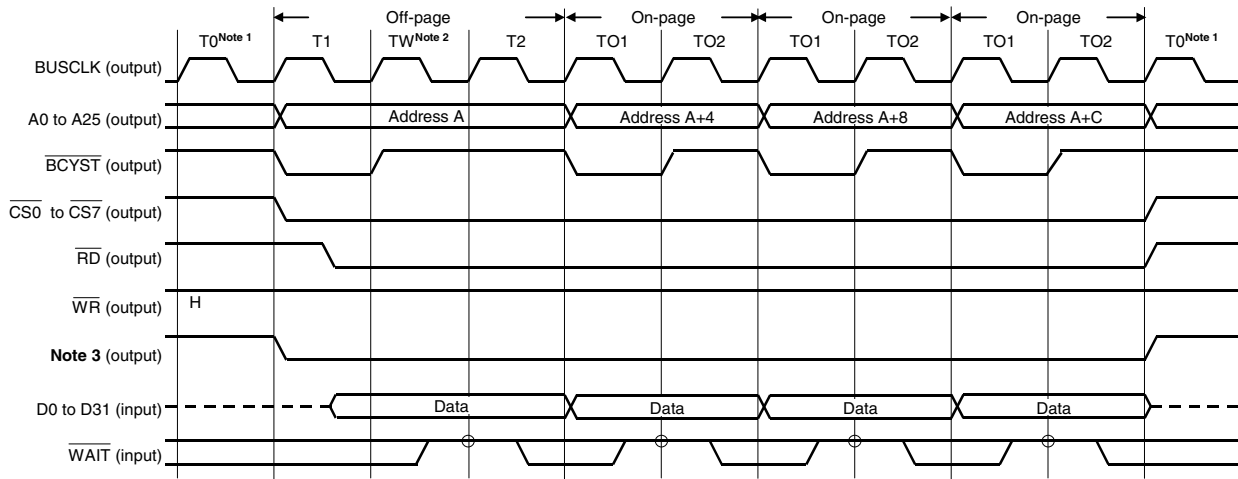 Off-page On-page On-page On-page
T0Note 1 T1 TWNote 2 T2 TO1 TO2 TO1 TO2 TO1 TO2 T0Note 1
BUSCLK (output)
A0 to A25 (output) Address A Address A+4 Address A+8 Address A+C
BCYST (output)
CS0 to CS7 (output)
RD (output)
WR (output) H
Note 3 (output)
D0 to D31 (input) Data Data Data Data
WAIT (input)